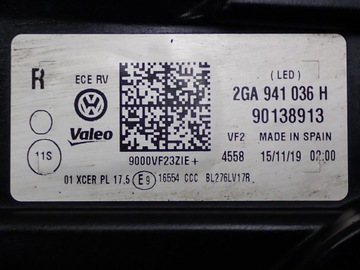 R ECE RV (LED)
2GA 941 036 H
Valeo 90138913
VF2 MADE IN SPAIN
11S 9000VF23ZIE+ 4558 15/11/19 02:00
01 XCER PL 17.5 E9 16554 CCC 8L276LV17R